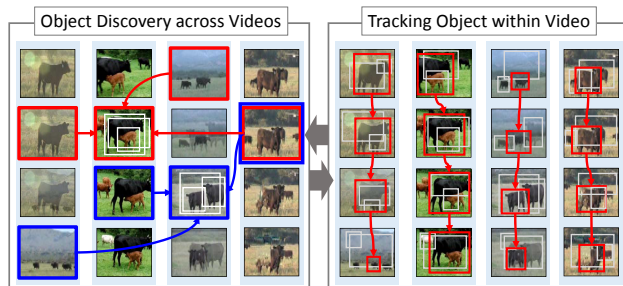 Object Discovery across Videos
Tracking Object within Video